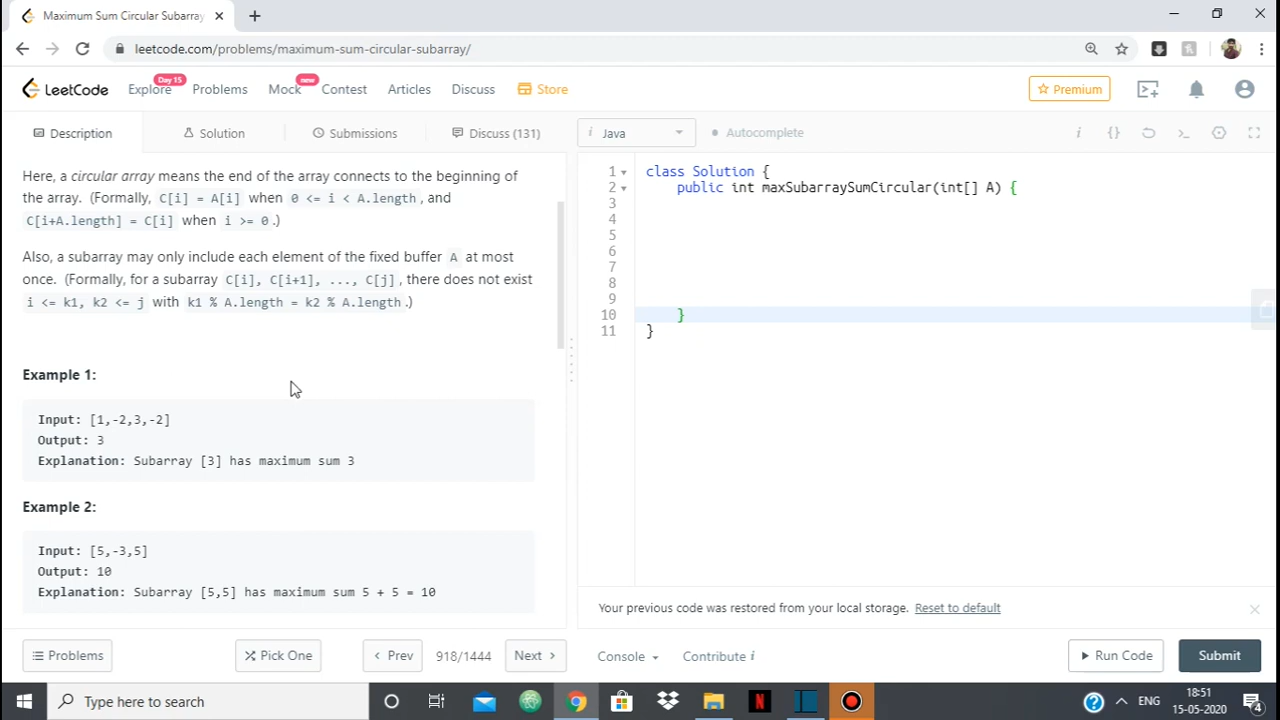 Maximum Sum Circular Subarray
leetcode.com/problems/maximum-sum-circular-subarray/
LeetCode
Explore
Day 15
Problems
Mock
new
Contest
Articles
Discuss
Store
Premium
Description
Solution
Submissions
Discuss (131)
i Java
Autocomplete
Here, a circular array means the end of the array connects to the beginning of
the array. (Formally, C[i] = A[i] when 0 <= i < A.length, and
C[i+A.length] = C[i] when i >= 0.)
Also, a subarray may only include each element of the fixed buffer A at most
once. (Formally, for a subarray C[i], C[i+1], ..., C[j], there does not exist
i <= k1, k2 <= j with k1 % A.length = k2 % A.length.)
Example 1:
Input: [1,-2,3,-2]
Output: 3
Explanation: Subarray [3] has maximum sum 3
Example 2:
Input: [5,-3,5]
Output: 10
Explanation: Subarray [5,5] has maximum sum 5 + 5 = 10
1 class Solution {
2 public int maxSubarraySumCircular(int[] A) {
3
4
5
6
7
8
9
10 }
11 }
Your previous code was restored from your local storage. Reset to default
Problems
Pick One
Prev
918/1444
Next
Console
Contribute i
Run Code
Submit
Type here to search
ENG
18:51
15-05-2020
4